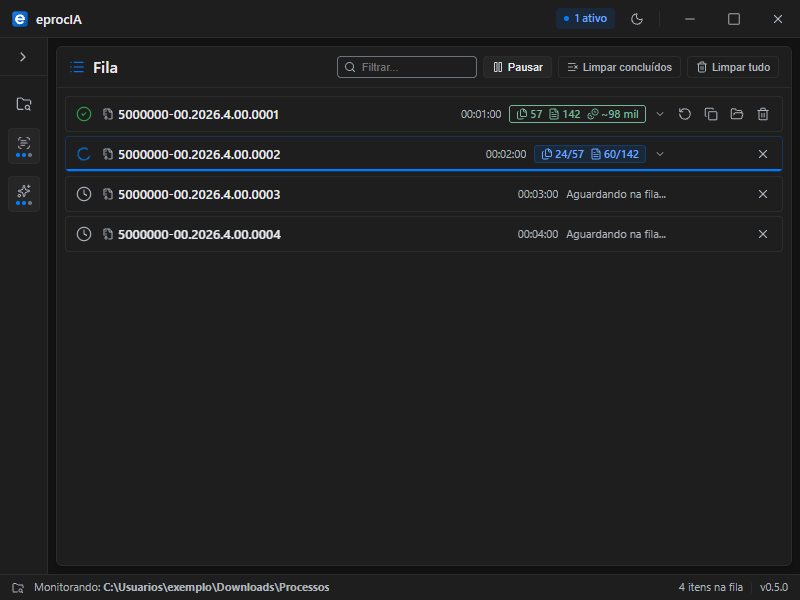 eprocIA
1 ativo
Fila
Filtrar...
Pausar
Limpar concluídos
Limpar tudo
5000000-00.2026.4.00.0001 00:01:00 57 142 ~98 mil
5000000-00.2026.4.00.0002 00:02:00 24/57 60/142
5000000-00.2026.4.00.0003 00:03:00 Aguardando na fila...
5000000-00.2026.4.00.0004 00:04:00 Aguardando na fila...
Monitorando: C:\Usuarios\exemplo\Downloads\Processos 4 itens na fila v0.5.0